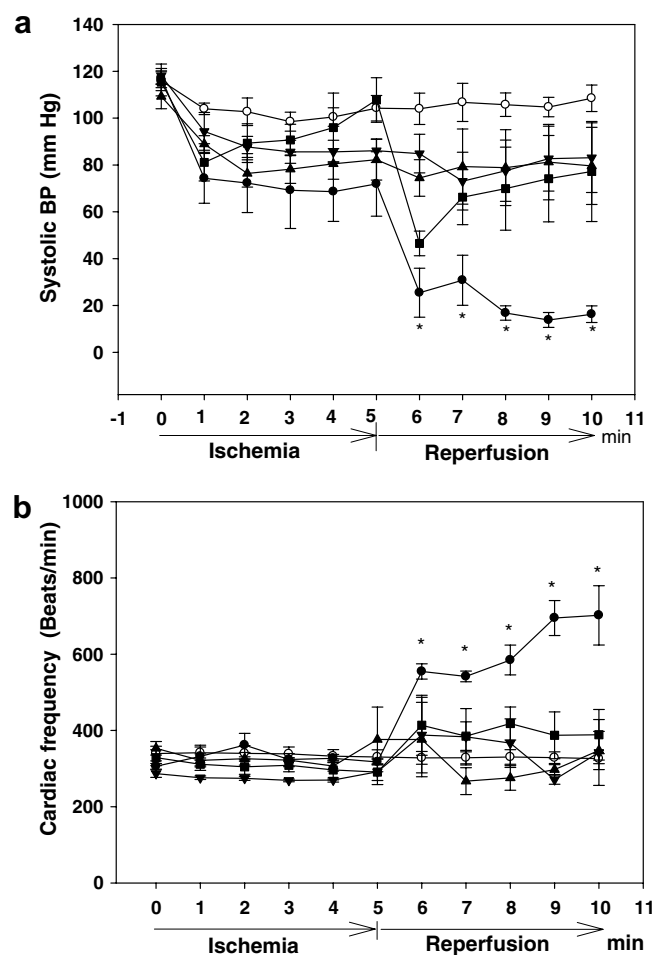 a
140
120
100
80
60
40
20
0
Systolic BP (mm Hg)
* * * * *
-1 0 1 2 3 4 5 6 7 8 9 10 11
Ischemia Reperfusion min
b
1000
800
600
400
200
0
Cardiac frequency (Beats/min)
* * * * *
0 1 2 3 4 5 6 7 8 9 10 11
Ischemia Reperfusion min